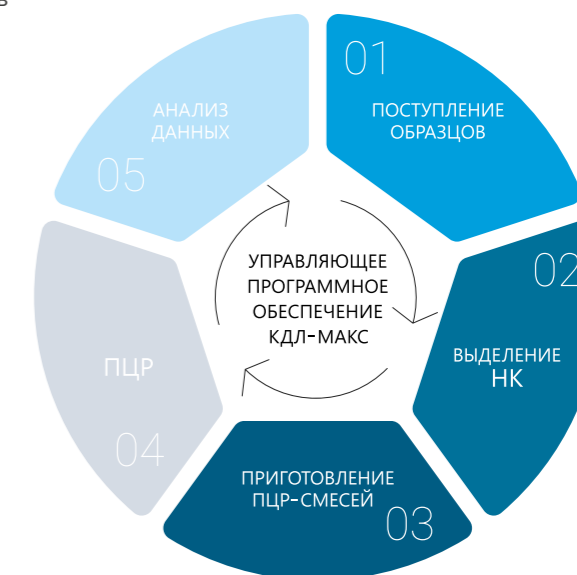 в
01
ПОСТУПЛЕНИЕ
ОБРАЗЦОВ
02
ВЫДЕЛЕНИЕ
НК
ПРИГОТОВЛЕНИЕ
ПЦР-СМЕСЕЙ
03
ПЦР
04
АНАЛИЗ
ДАННЫХ
05
УПРАВЛЯЮЩЕЕ
ПРОГРАММНОЕ
ОБЕСПЕЧЕНИЕ
КДЛ-МАКС